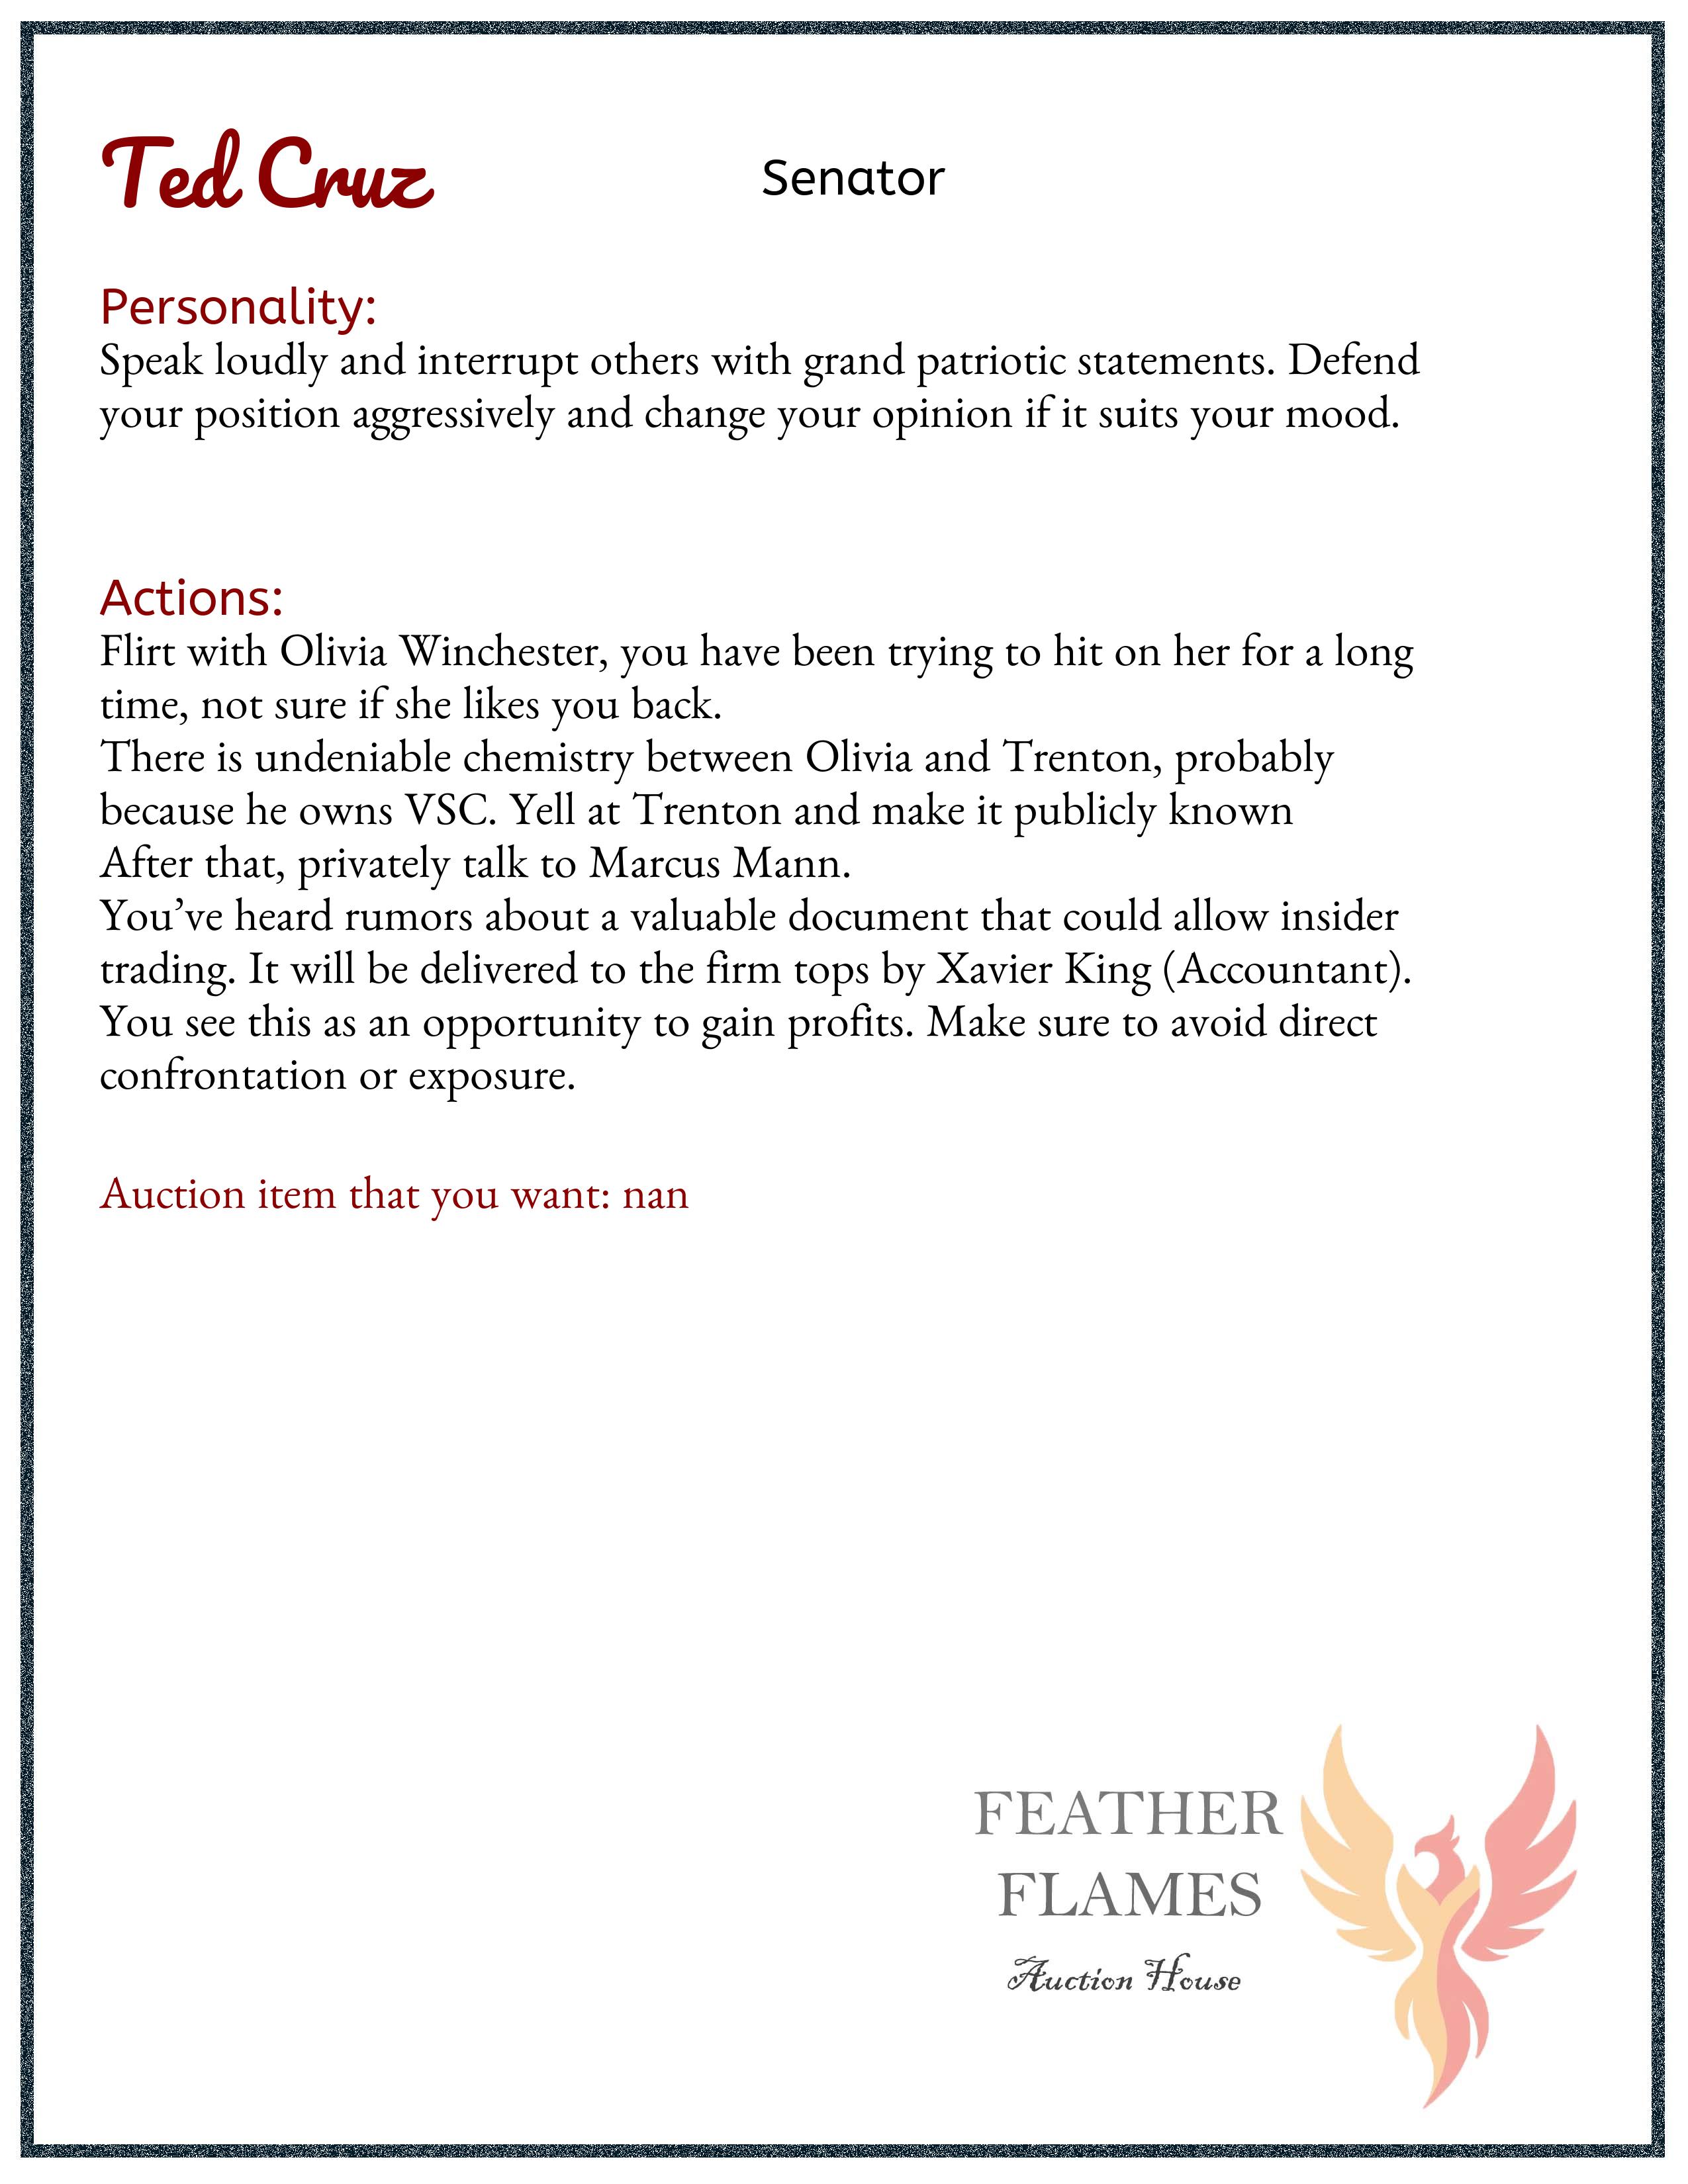 Ted Cruz
Senator
Personality:
Speak loudly and interrupt others with grand patriotic statements. Defend
your position aggressively and change your opinion if it suits your mood.
Actions:
Flirt with Olivia Winchester, you have been trying to hit on her for a long
time, not sure if she likes you back.
There is undeniable chemistry between Olivia and Trenton, probably
because he owns VSC. Yell at Trenton and make it publicly known
After that, privately talk to Marcus Mann.
You’ve heard rumors about a valuable document that could allow insider
trading. It will be delivered to the firm tops by Xavier King (Accountant).
You see this as an opportunity to gain profits. Make sure to avoid direct
confrontation or exposure.
Auction item that you want: nan
FEATHER
FLAMES
Auction House